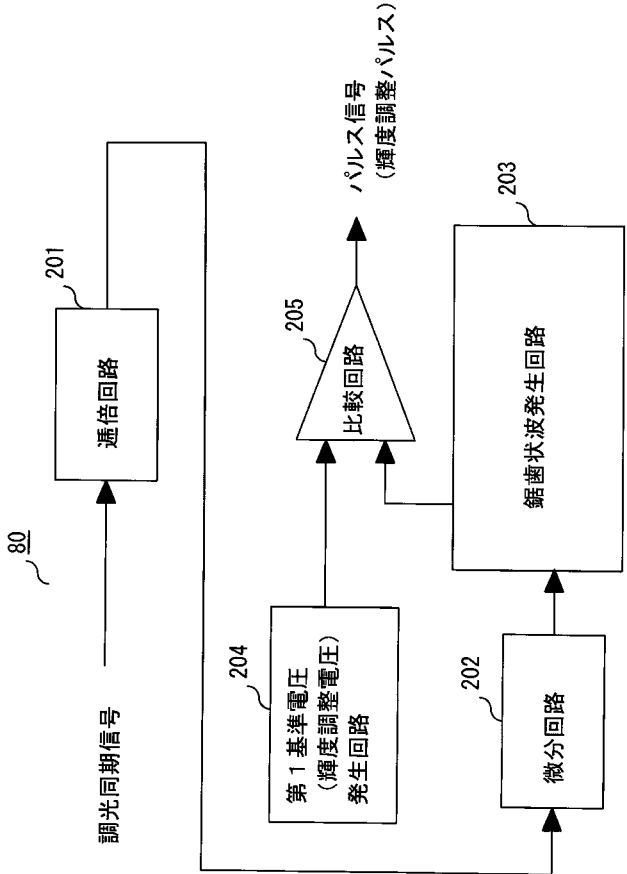 80
調光同期信号
201
逓倍回路
204
第1基準電圧
(輝度調整電圧)
発生回路
205
比較回路
パルス信号
(輝度調整パルス)
202
微分回路
203
鋸歯状波発生回路